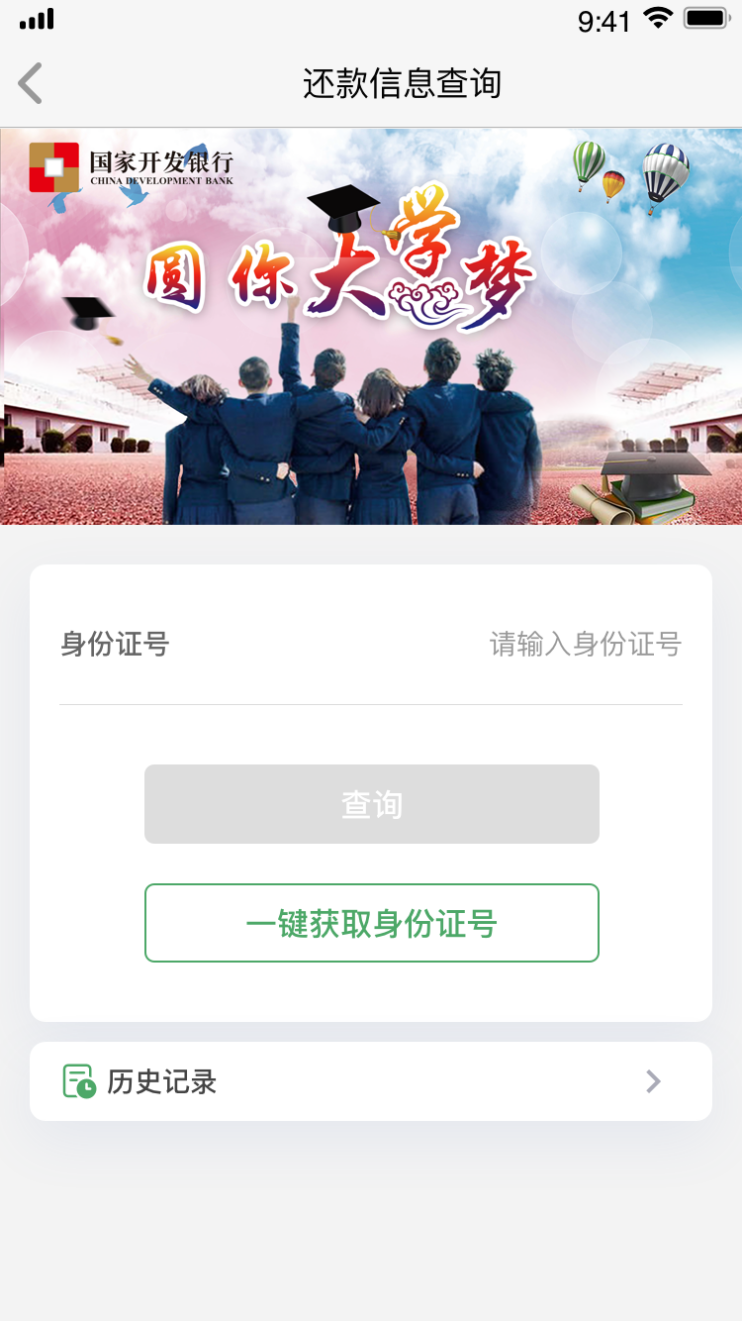 9:41
还款信息查询
国家开发银行
CHINA DEVELOPMENT BANK
圆你大学梦
身份证号 请输入身份证号
查询
一键获取身份证号
历史记录